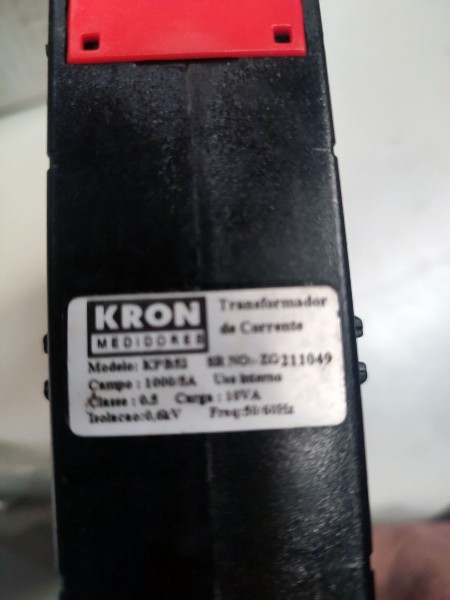 KRON
MEDIDORES
Transformador
de Corrente
Modelo: KPB52 SR NO:-ZG211049
Campo : 1000/5A Uso interno
Classe : 0.5 Carga : 10VA
Isolacao:0,6kV Freq:50/60Hz